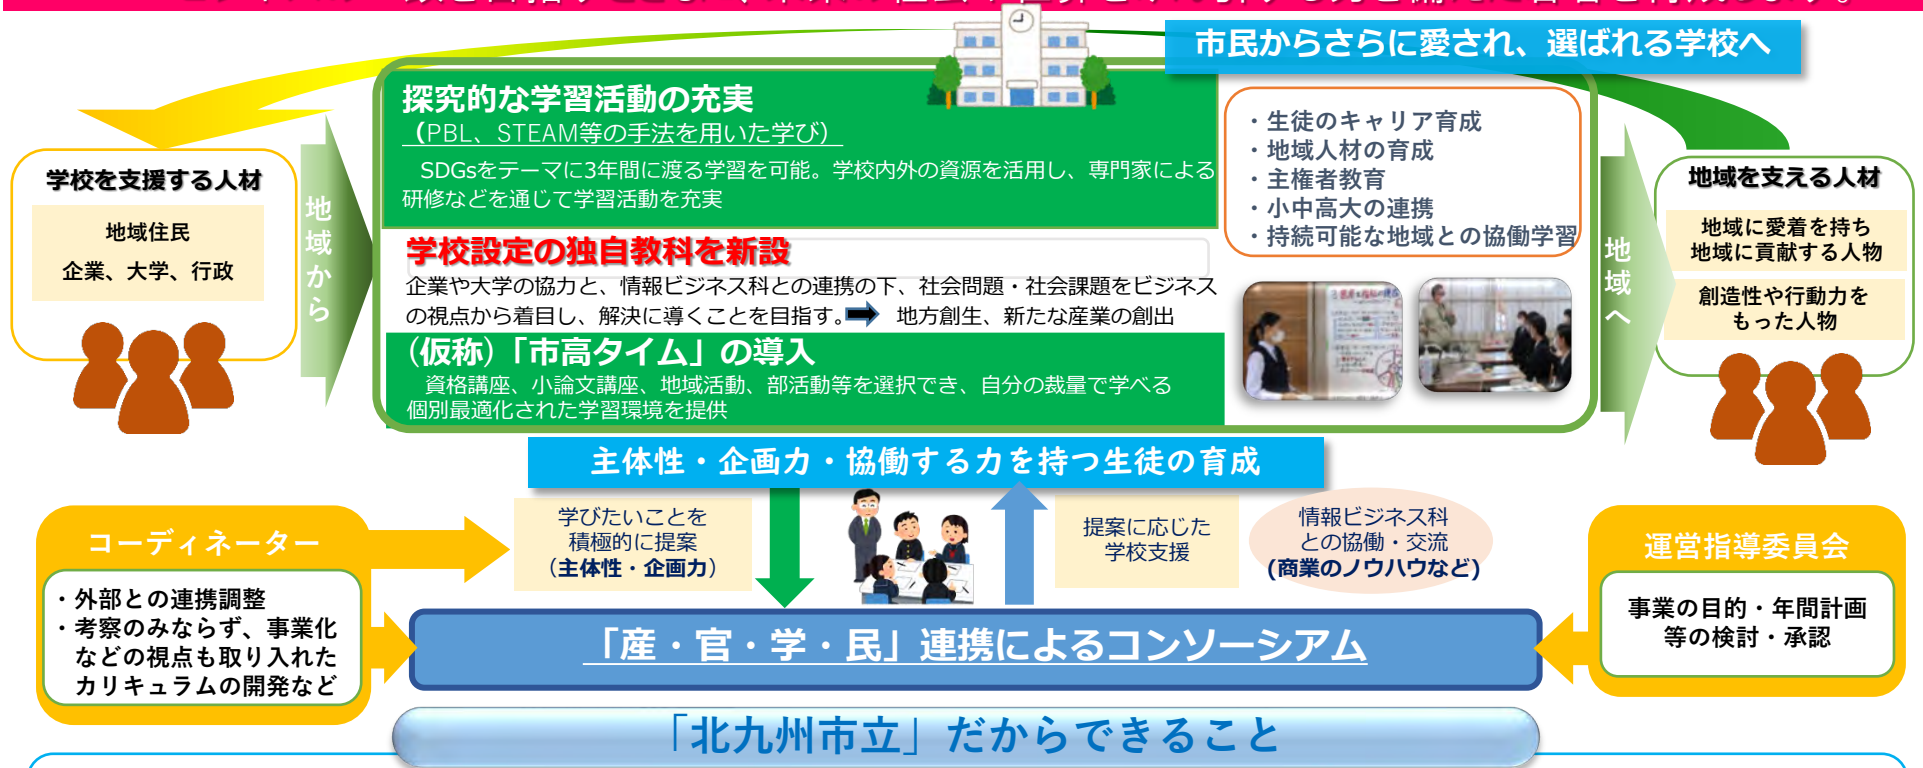 市民からさらに愛され、選ばれる学校へ
探究的な学習活動の充実
(PBL、STEAM等の手法を用いた学び)
SDGsをテーマに3年間に渡る学習を可能。学校内外の資源を活用し、専門家による
研修などを通じて学習活動を充実
学校設定の独自教科を新設
企業や大学の協力と、情報ビジネス科との連携の下、社会問題・社会課題をビジネス
の視点から着目し、解決に導くことを目指す。 地方創生、新たな産業の創出
(仮称)「市高タイム」の導入
資格講座、小論文講座、地域活動、部活動等を選択でき、自分の裁量で学べる
個別最適化された学習環境を提供
・生徒のキャリア育成
・地域人材の育成
・主権者教育
・小中高大の連携
・持続可能な地域との協働学習
学校を支援する人材
地域住民
企業、大学、行政
地域から
地域へ
地域を支える人材
地域に愛着を持ち
地域に貢献する人物
創造性や行動力を
もった人物
主体性・企画力・協働する力を持つ生徒の育成
コーディネーター
・外部との連携調整
・考察のみならず、事業化
などの視点も取り入れた
カリキュラムの開発など
学びたいことを
積極的に提案
(主体性・企画力)
提案に応じた
学校支援
情報ビジネス科
との協働・交流
(商業のノウハウなど)
運営指導委員会
事業の目的・年間計画
等の検討・承認
「産・官・学・民」連携によるコンソーシアム
「北九州市立」だからできること